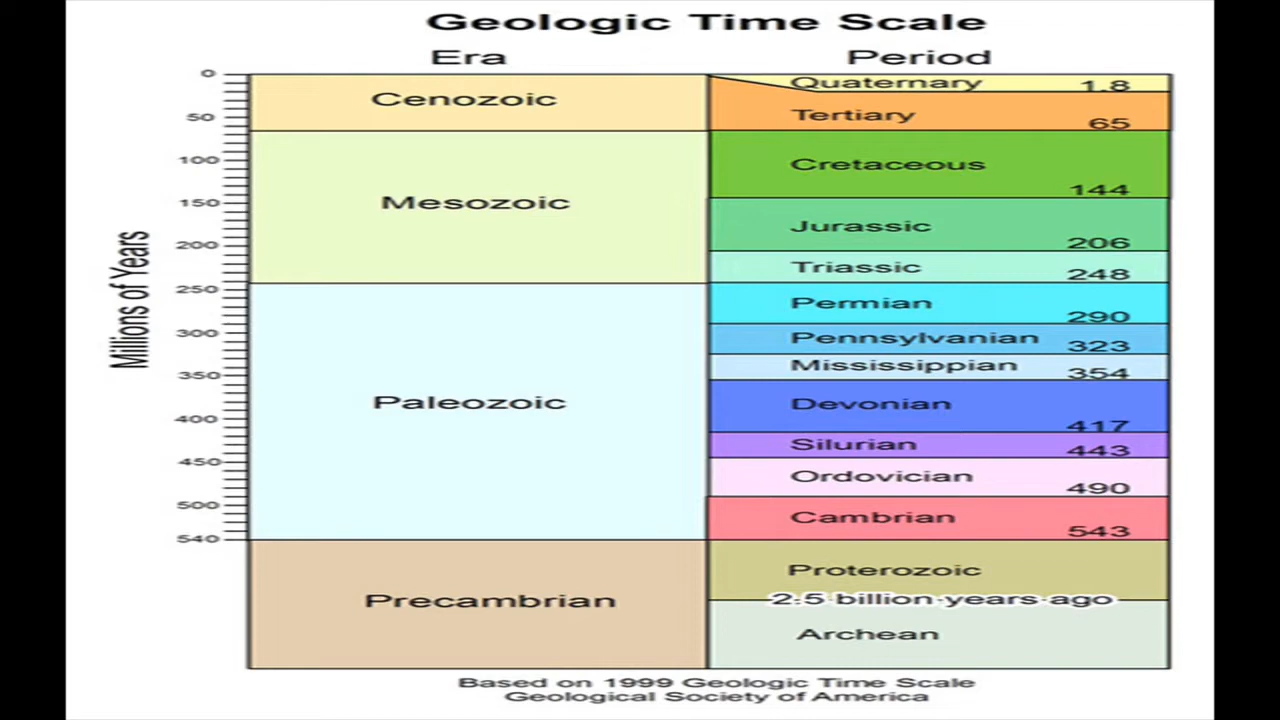 Geologic Time Scale
Era Period
0
50
100
150
200
250
300
350
400
450
500
540
Millions of Years
Cenozoic
Mesozoic
Paleozoic
Precambrian
Quaternary 1.8
Tertiary 65
Cretaceous 144
Jurassic 206
Triassic 248
Permian 290
Pennsylvanian 323
Mississippian 354
Devonian 417
Silurian 443
Ordovician 490
Cambrian 543
Proterozoic
2.5 billion years ago
Archean
Based on 1999 Geologic Time Scale
Geological Society of America